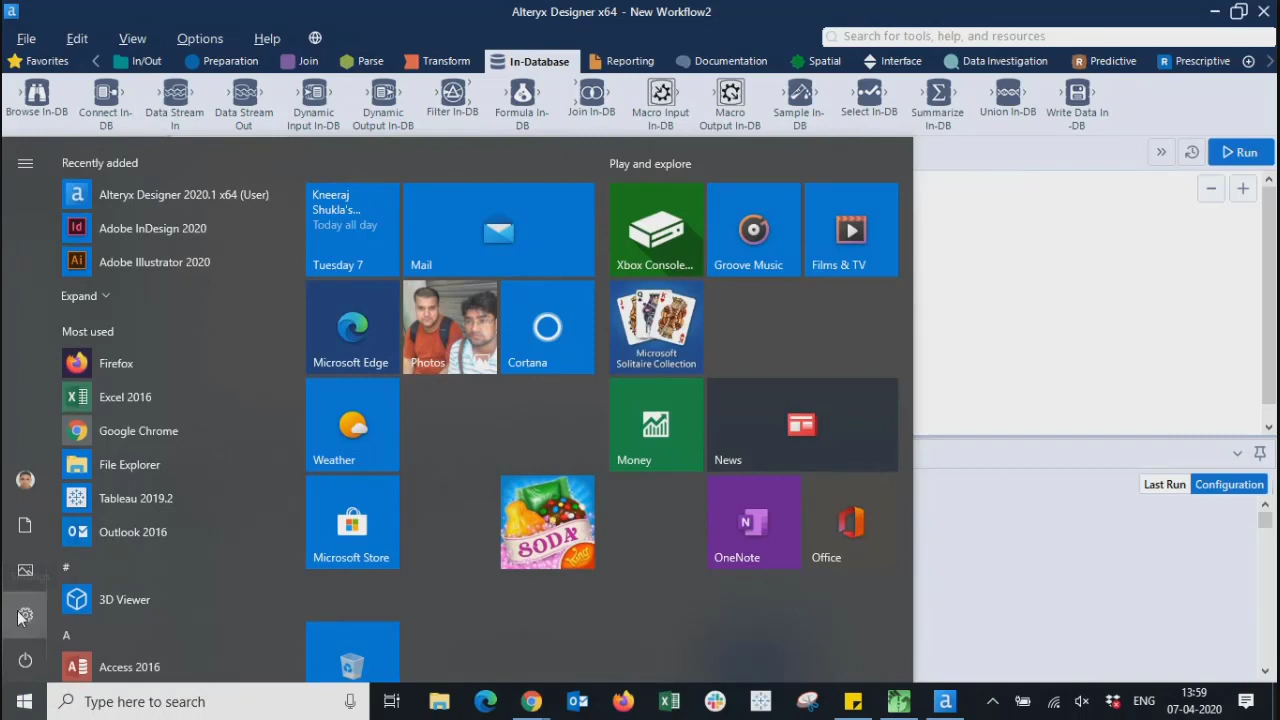 Alteryx Designer x64 - New Workflow2
File Edit View Options Help
Search for tools, help, and resources
Favorites In/Out Preparation Join Parse Transform In-Database Reporting Documentation Spatial Interface Data Investigation Predictive Prescriptive
Browse In-DB
Connect In-
DB
Data Stream
In
Data Stream
Out
Dynamic
Input In-DB
Dynamic
Output In-DB
Filter In-DB
Formula In-
DB
Join In-DB
Macro Input
In-DB
Macro
Output In-DB
Sample In-
DB
Select In-DB
Summarize
In-DB
Union In-DB
Write Data In
-DB
Run
Recently added
Alteryx Designer 2020.1 x64 (User)
Adobe InDesign 2020
Adobe Illustrator 2020
Expand
Most used
Firefox
Excel 2016
Google Chrome
File Explorer
Tableau 2019.2
Outlook 2016
#
3D Viewer
A
Access 2016
Kneeraj
Shukla's...
Today all day
Tuesday 7
Mail
Microsoft Edge
Photos
Cortana
Weather
Microsoft Store
SODA
Play and explore
Xbox Console...
Groove Music
Films & TV
Microsoft
Solitaire Collection
Money
News
OneNote
Office
Last Run
Configuration
Type here to search
ENG
13:59
07-04-2020